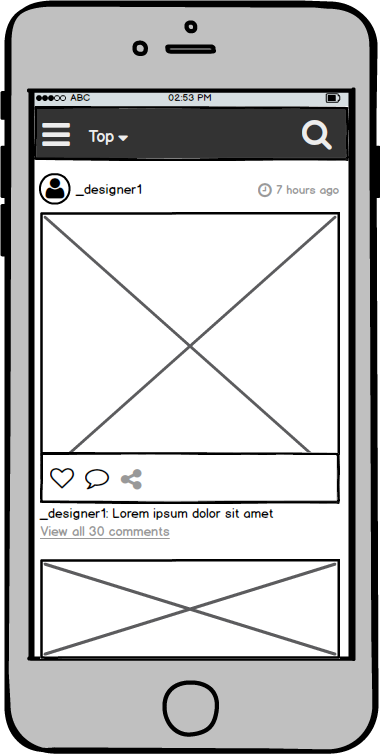 ABC 02:53 PM
Top
_designer1 7 hours ago
_designer1: Lorem ipsum dolor sit amet
View all 30 comments